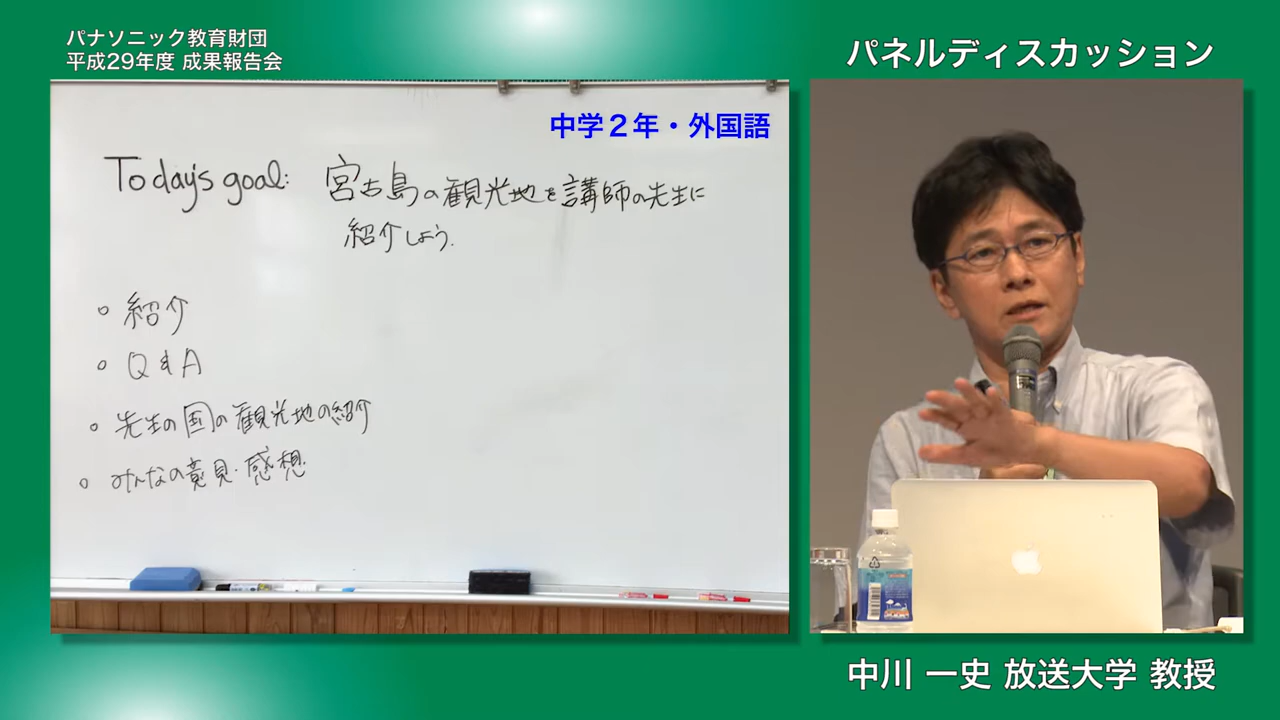 パナソニック教育財団
平成29年度 成果報告会
パネルディスカッション
中学２年・外国語
Today's goal: 宮古島の観光地を講師の先生に
紹介しよう.
○ 紹介
○ Q & A
○ 先生の国の観光地の紹介
○ みんなの意見・感想
中川 一史 放送大学 教授